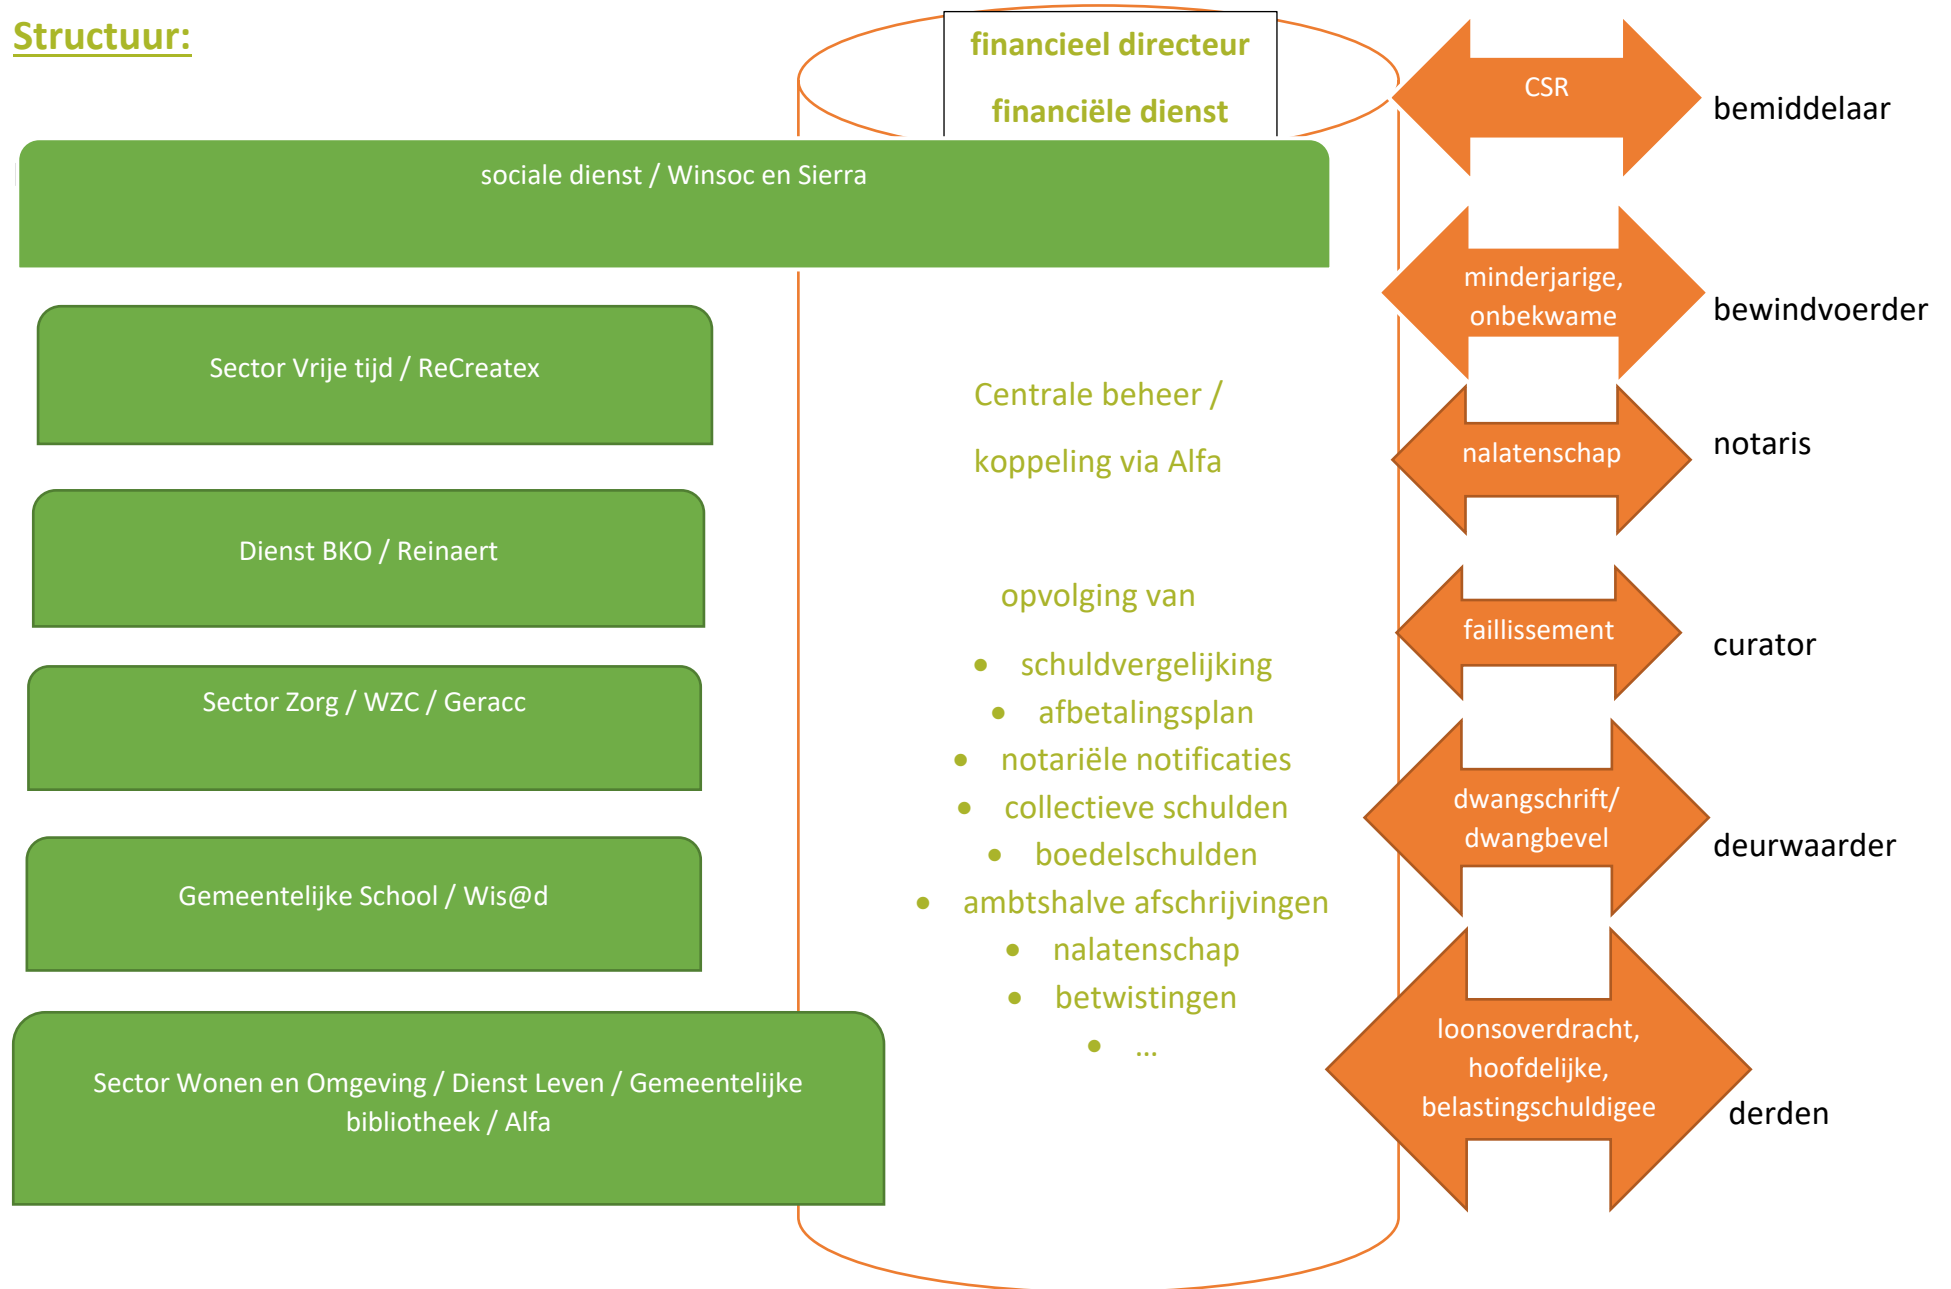 Structuur:
financieel directeur
financiële dienst
sociale dienst / Winsoc en Sierra
Sector Vrije tijd / ReCreatex
Dienst BKO / Reinaert
Sector Zorg / WZC / Geracc
Gemeentelijke School / Wis@d
Sector Wonen en Omgeving / Dienst Leven / Gemeentelijke
bibliotheek / Alfa
Centrale beheer /
koppeling via Alfa
opvolging van
• schuldvergelijking
• afbetalingsplan
• notariële notificaties
• collectieve schulden
• boedelschulden
• ambtshalve afschrijvingen
• nalatenschap
• betwistingen
• ...
CSR
bemiddelaar
minderjarige,
onbekwame
bewindvoerder
nalatenschap
notaris
faillissement
curator
dwangschrift/
dwangbevel
deurwaarder
loonsoverdracht,
hoofdelijke,
belastingschuldigee
derden